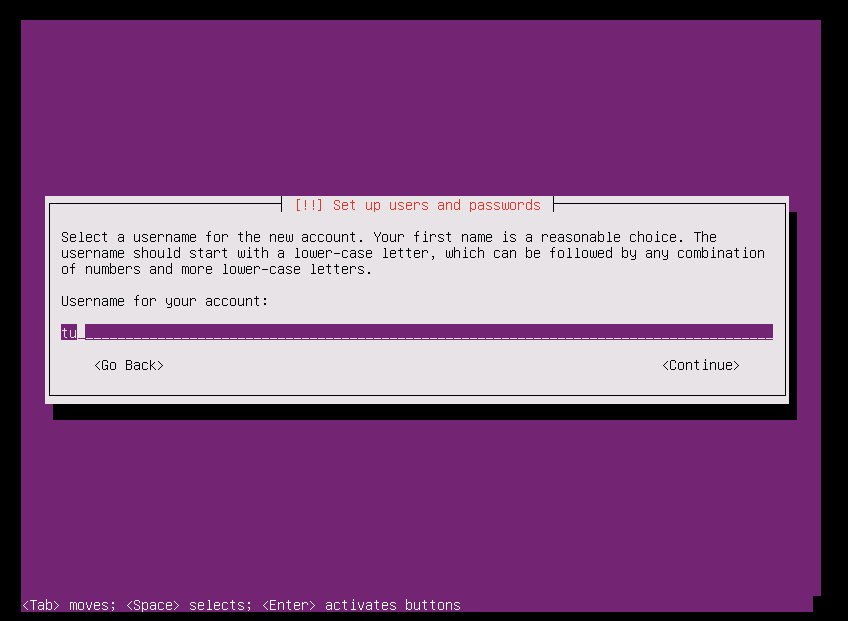 [!!] Set up users and passwords
Select a username for the new account. Your first name is a reasonable choice. The
username should start with a lower-case letter, which can be followed by any combination
of numbers and more lower-case letters.
Username for your account:
tu
<Go Back> <Continue>
<Tab> moves; <Space> selects; <Enter> activates buttons